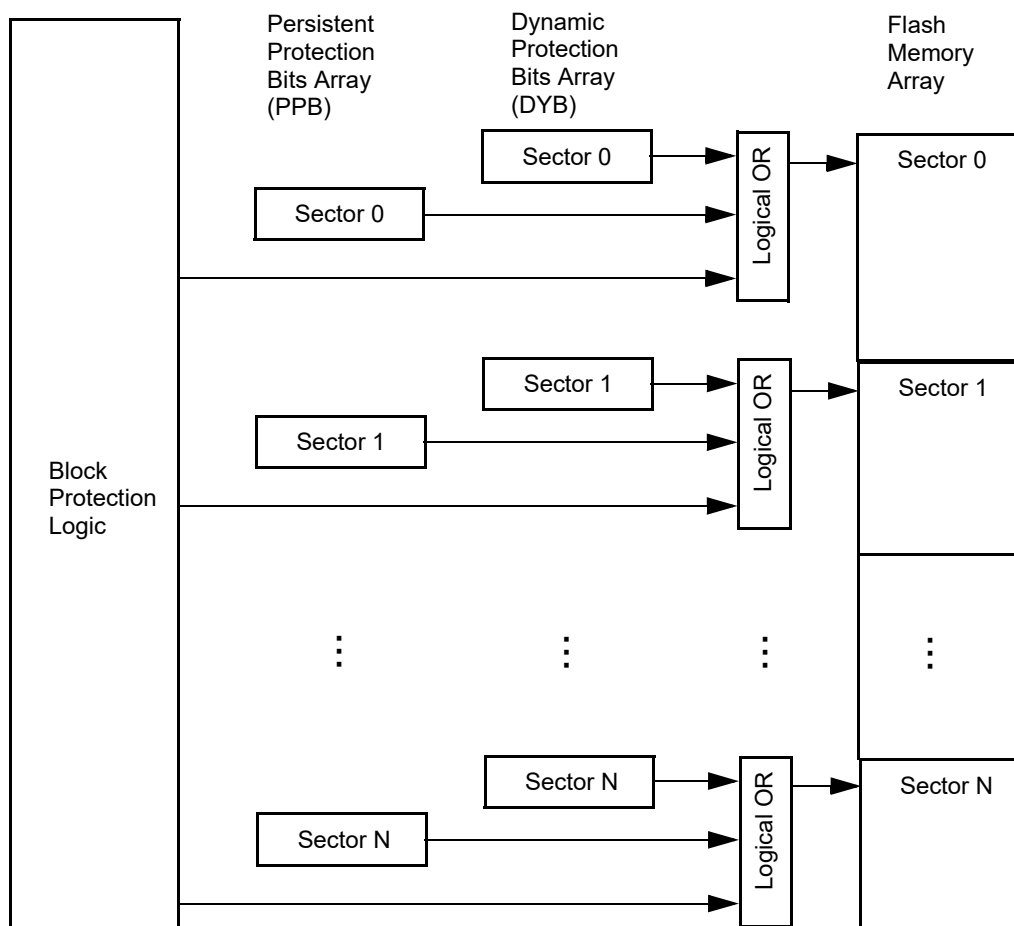 Persistent
Protection
Bits Array
(PPB)
Dynamic
Protection
Bits Array
(DYB)
Flash
Memory
Array
Sector 0
Sector 0
Logical OR
Sector 0
Sector 1
Sector 1
Logical OR
Sector 1
Block
Protection
Logic
Sector N
Sector N
Logical OR
Sector N